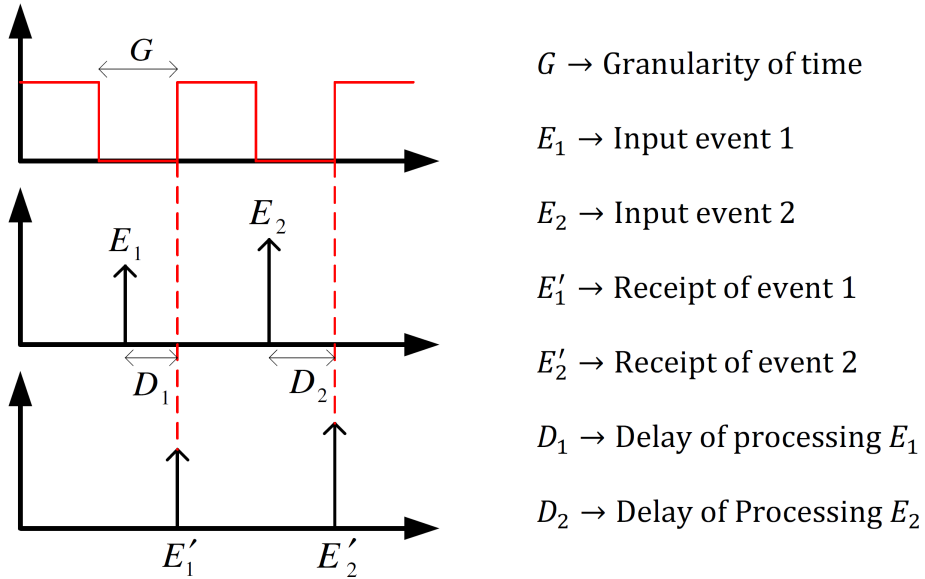 G
E₁
E₂
D₁
D₂
E′₁
E′₂
G → Granularity of time
E₁ → Input event 1
E₂ → Input event 2
E′₁ → Receipt of event 1
E′₂ → Receipt of event 2
D₁ → Delay of processing E₁
D₂ → Delay of Processing E₂